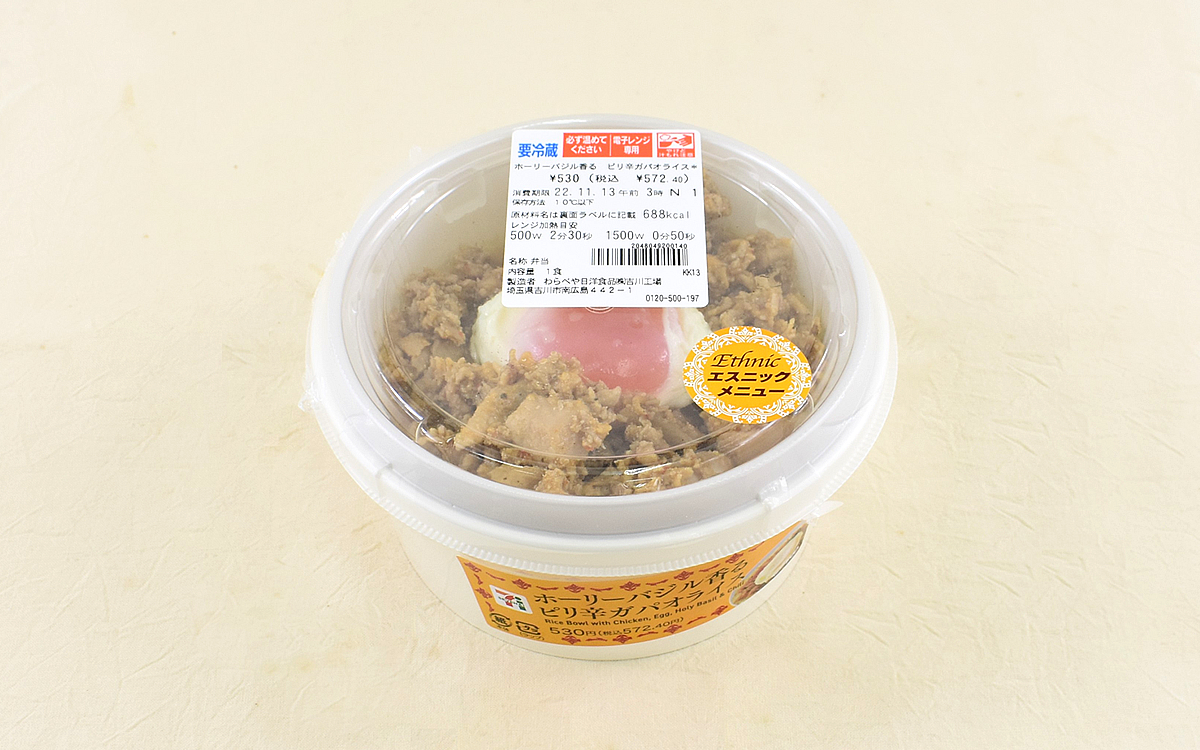 要冷蔵
必ず温めて
ください
電子レンジ
専用
ホーリーバジル香る ピリ辛ガパオライス*
¥530 (税込 ¥572.40)
消費期限 22.11.13 午前 3時 N 1
保存方法 10℃以下
原材料名は裏面ラベルに記載 688kcal
レンジ加熱目安
500W 2分30秒 1500W 0分50秒
2048049200140
名称 弁当
内容量 1食 KK13
製造者 わらべや日洋食品㈱吉川工場
埼玉県吉川市南広島442-1
0120-500-197
Ethnic
エスニック
メニュー
ホーリーバジル香る
ピリ辛ガパオライス
Rice Bowl with Chicken, Egg, Holy Basil & Chili
530円(税込572.40円)